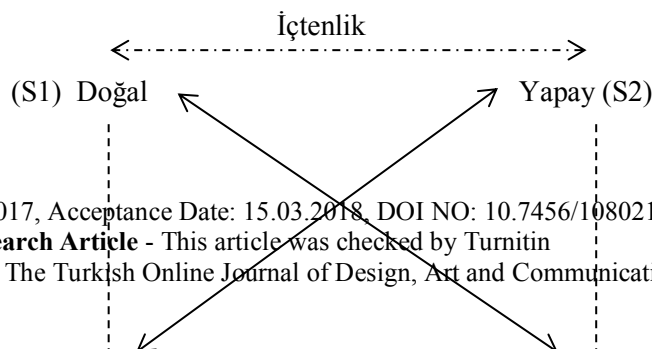 İçtenlik
(S1) Doğal Yapay (S2)
017, Acceptance Date: 15.03.2018, DOI NO: 10.7456/108021
earch Article - This article was checked by Turnitin
The Turkish Online Journal of Design, Art and Communicati